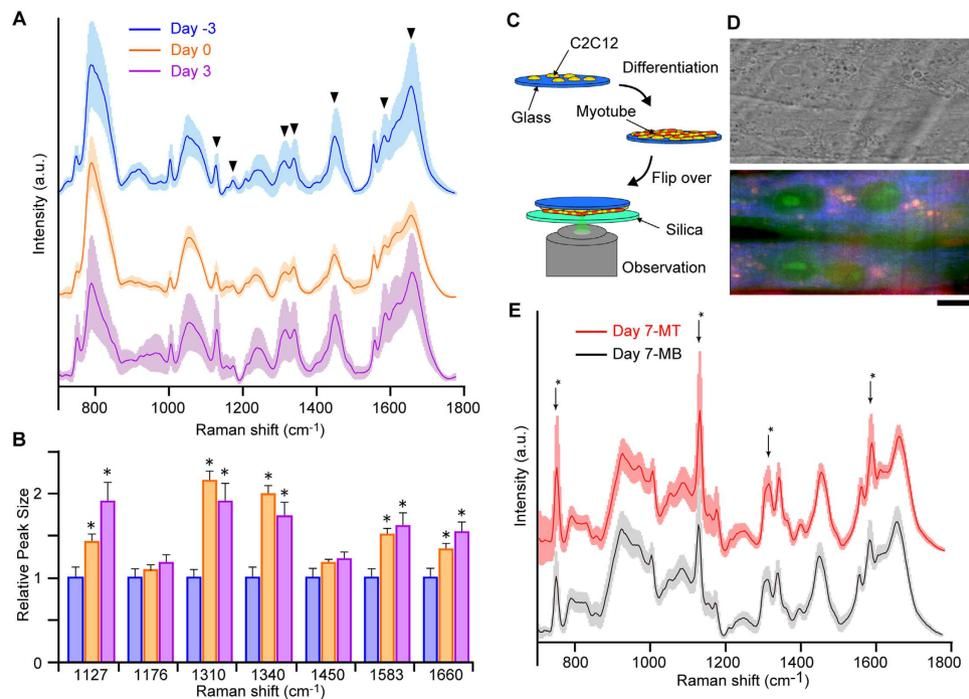 A
Day -3
Day 0
Day 3
Intensity (a.u.)
800 1000 1200 1400 1600 1800
Raman shift (cm-1)
B
Relative Peak Size
2
1
0
* * * * * * * * * *
1127 1176 1310 1340 1450 1583 1660
Raman shift (cm-1)
C
C2C12
Differentiation
Glass
Myotube
Flip over
Silica
Observation
D
E
Day 7-MT
Day 7-MB
* * * *
Intensity (a.u.)
800 1000 1200 1400 1600 1800
Raman shift (cm-1)